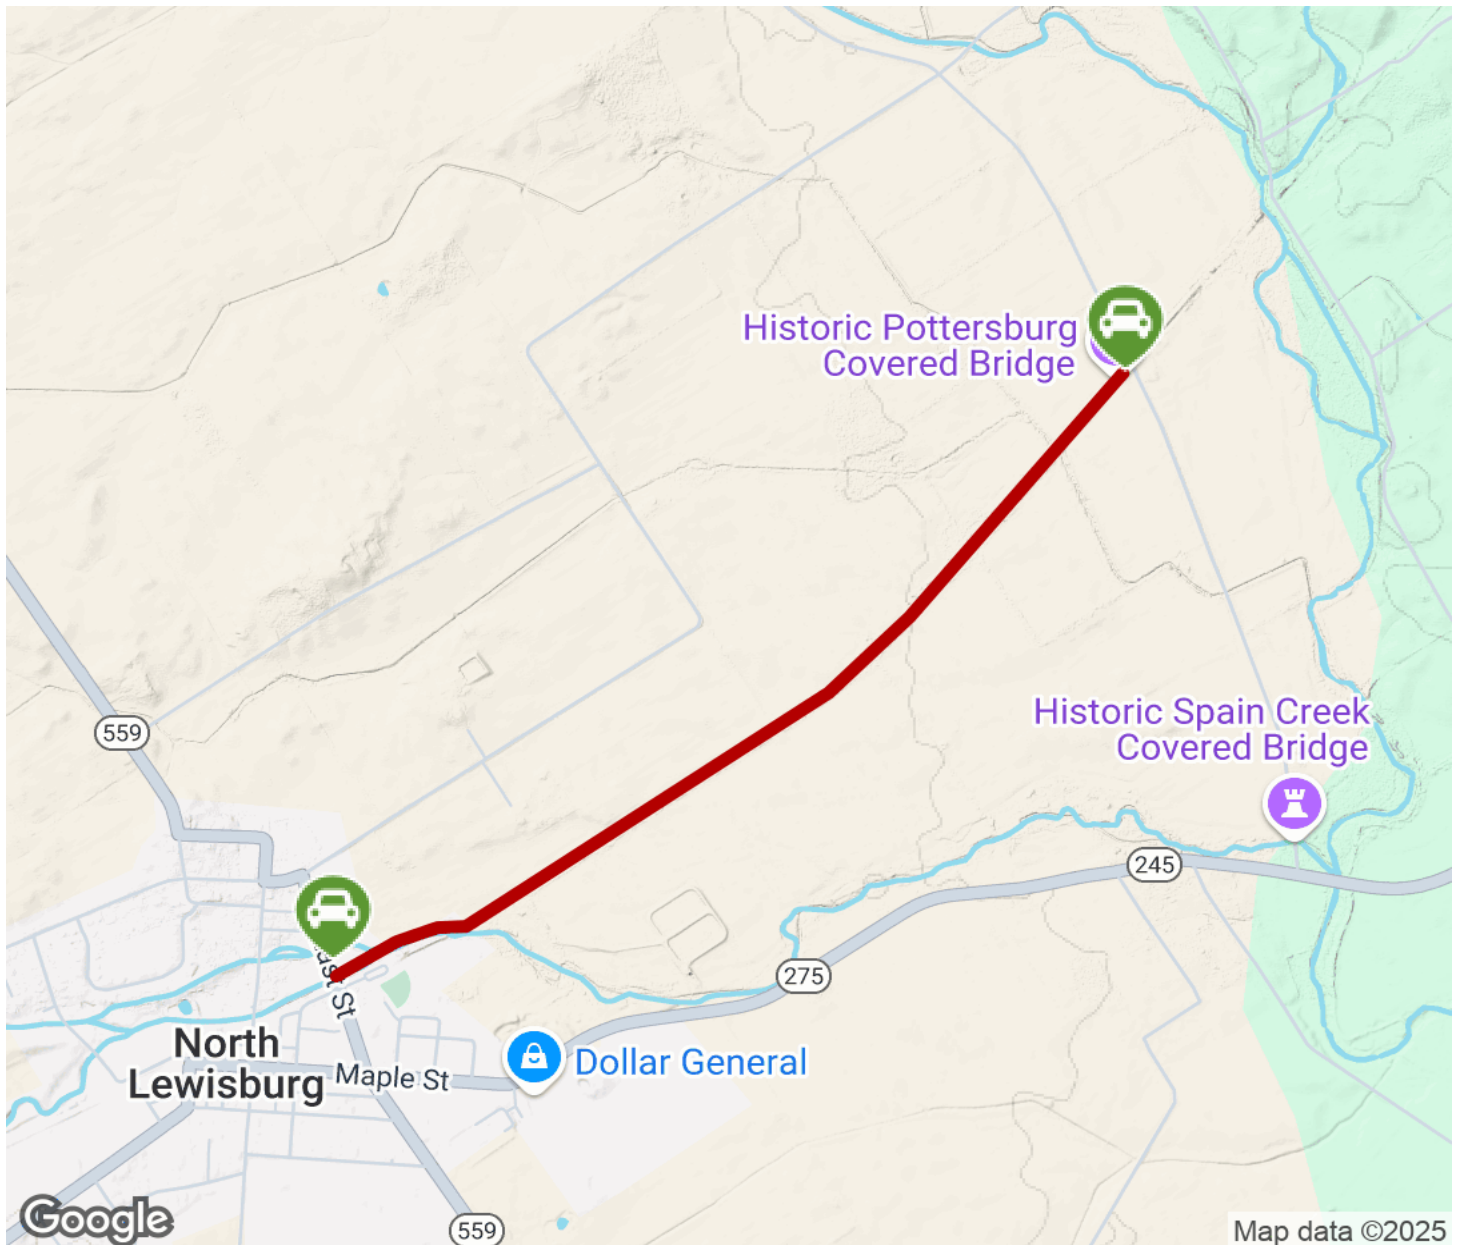 Historic Pottersburg
Covered Bridge
Historic Spain Creek
Covered Bridge
559
245
275
East St
North
Lewisburg
Maple St
Dollar General
559
Google
Map data ©2025